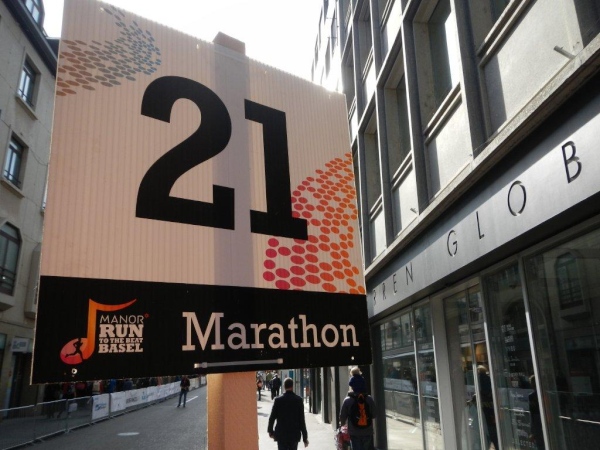 21
MANOR
RUN
TO THE BEAT
BASEL
Marathon
GLOB